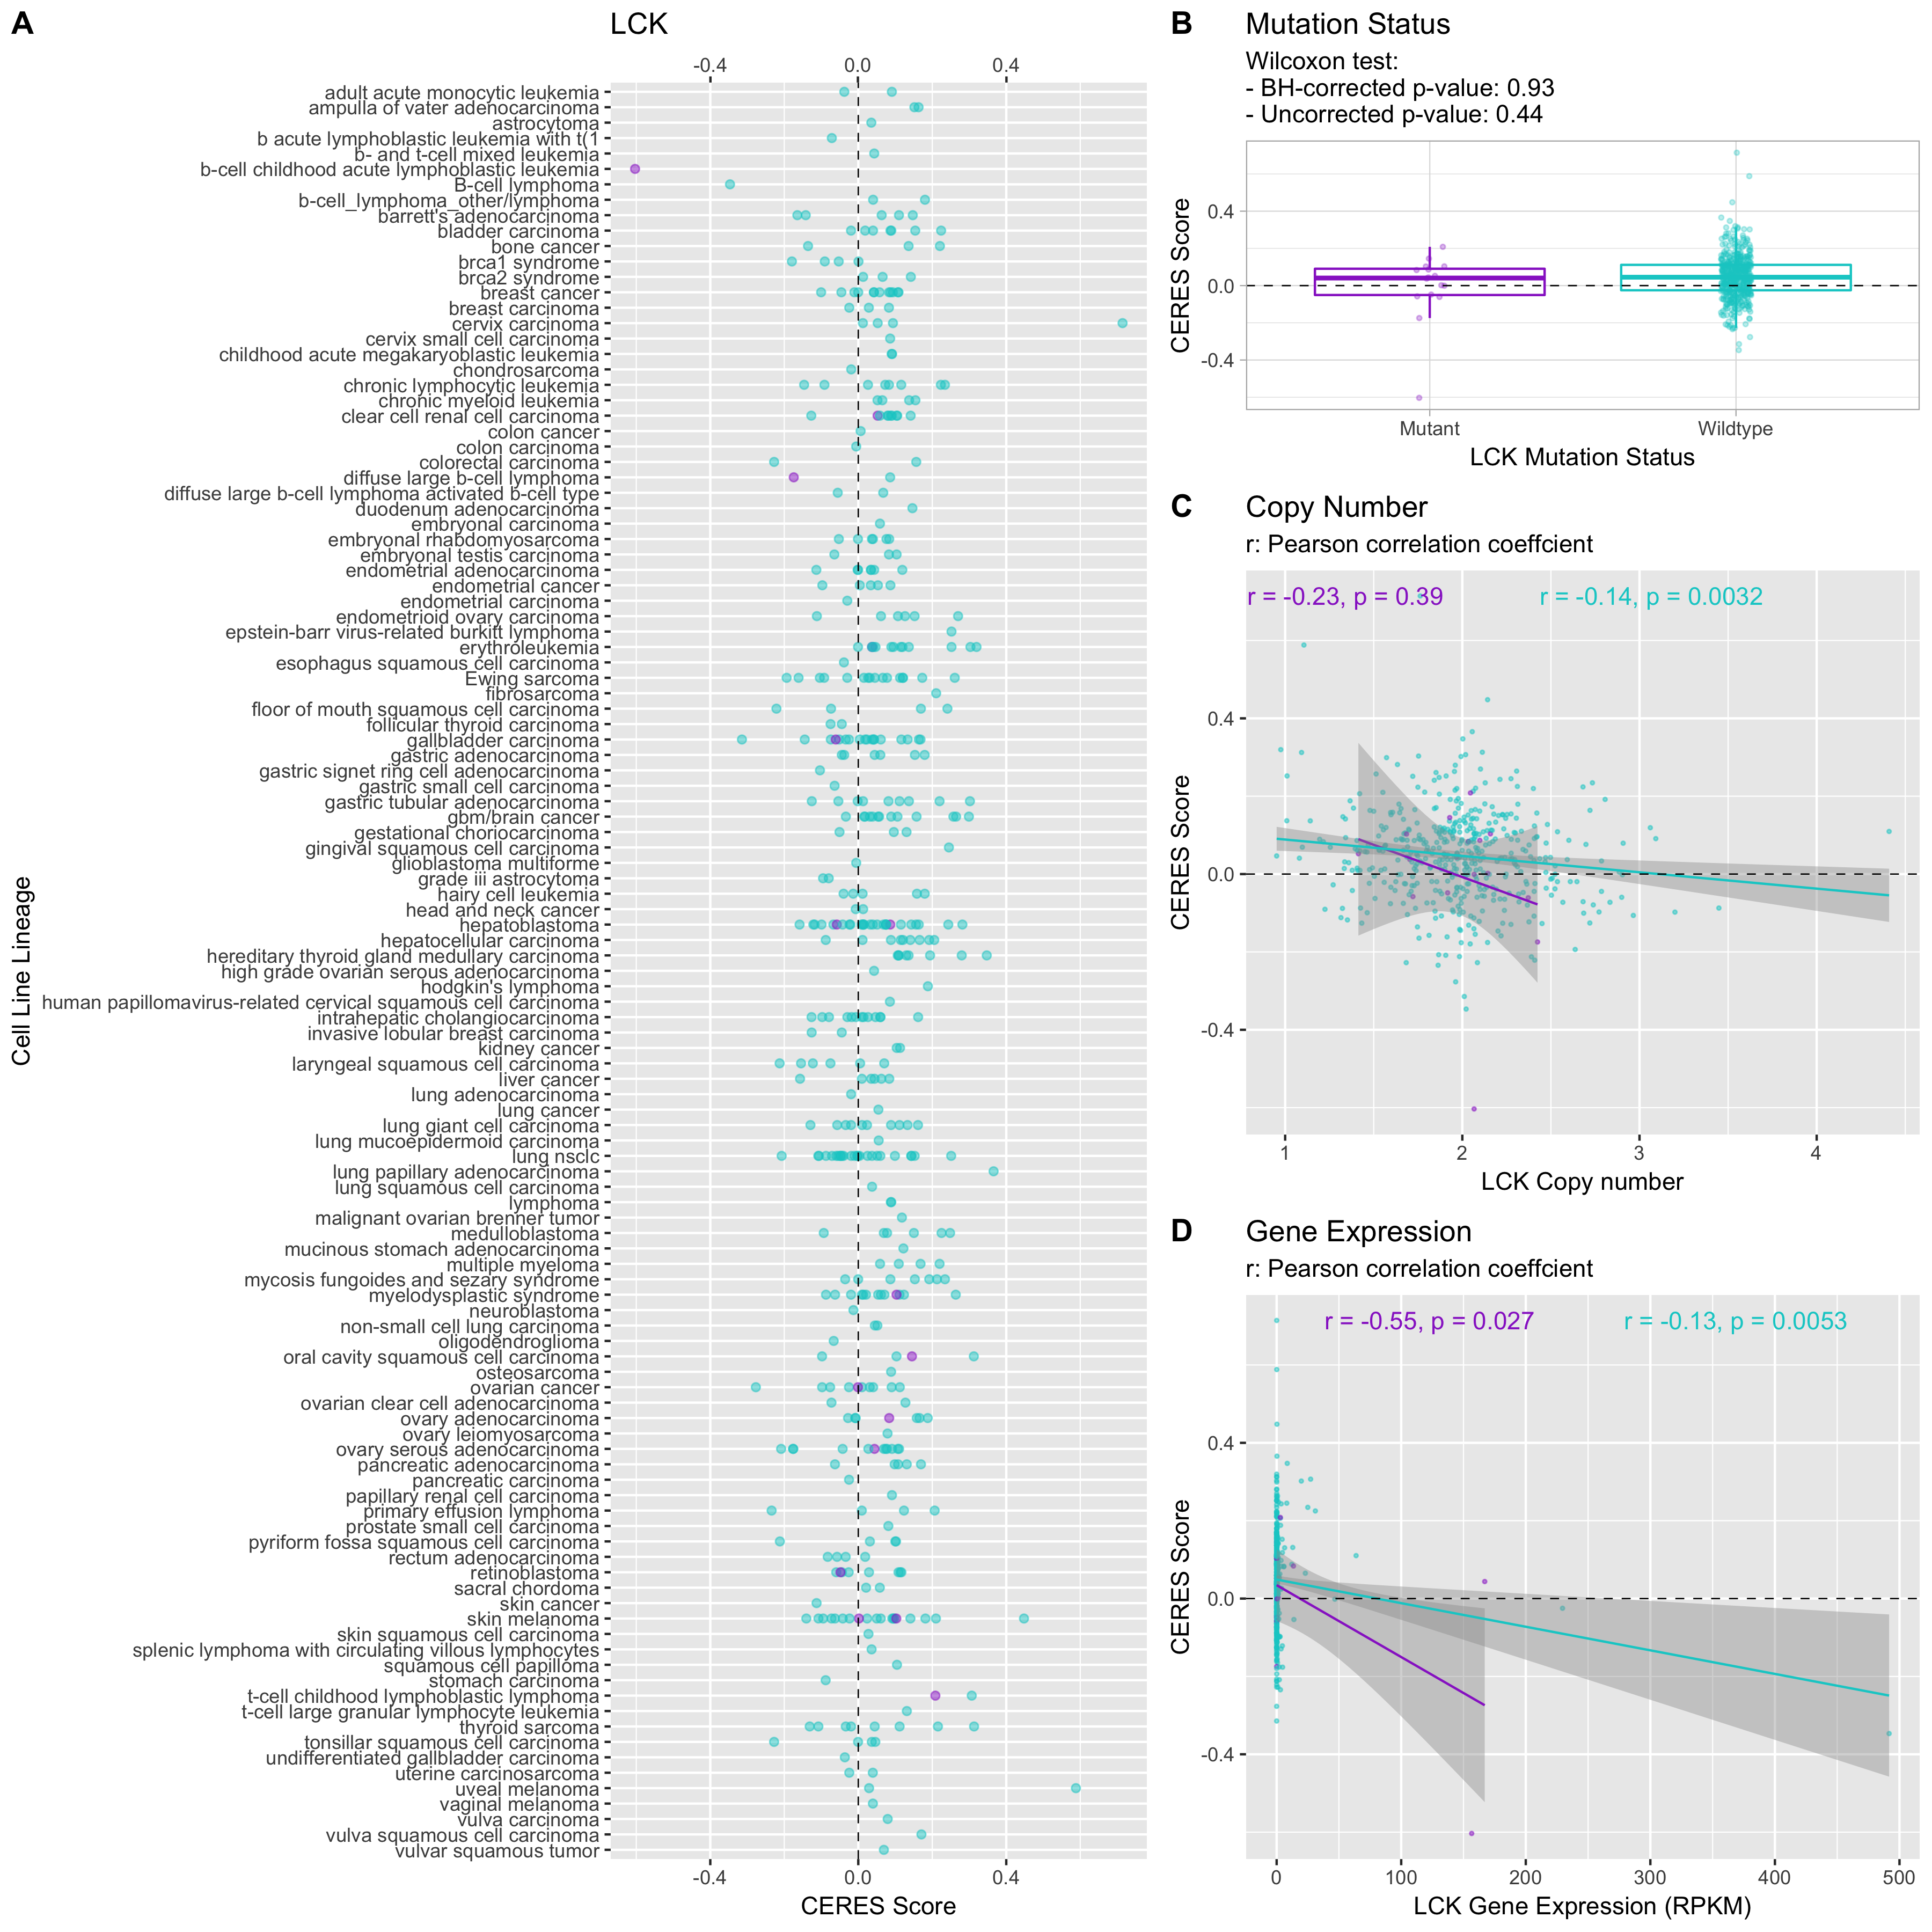 A
LCK
-0.4 0.0 0.4
adult acute monocytic leukemia
ampulla of vater adenocarcinoma
astrocytoma
b acute lymphoblastic leukemia with t(1
b- and t-cell mixed leukemia
b-cell childhood acute lymphoblastic leukemia
B-cell lymphoma
b-cell_lymphoma_other/lymphoma
barrett's adenocarcinoma
bladder carcinoma
bone cancer
brca1 syndrome
brca2 syndrome
breast cancer
breast carcinoma
cervix carcinoma
cervix small cell carcinoma
childhood acute megakaryoblastic leukemia
chondrosarcoma
chronic lymphocytic leukemia
chronic myeloid leukemia
clear cell renal cell carcinoma
colon cancer
colon carcinoma
colorectal carcinoma
diffuse large b-cell lymphoma
diffuse large b-cell lymphoma activated b-cell type
duodenum adenocarcinoma
embryonal carcinoma
embryonal rhabdomyosarcoma
embryonal testis carcinoma
endometrial adenocarcinoma
endometrial cancer
endometrial carcinoma
endometrioid ovary carcinoma
epstein-barr virus-related burkitt lymphoma
erythroleukemia
esophagus squamous cell carcinoma
Ewing sarcoma
fibrosarcoma
floor of mouth squamous cell carcinoma
follicular thyroid carcinoma
gallbladder carcinoma
gastric adenocarcinoma
gastric signet ring cell adenocarcinoma
gastric small cell carcinoma
gastric tubular adenocarcinoma
gbm/brain cancer
gestational choriocarcinoma
gingival squamous cell carcinoma
glioblastoma multiforme
grade iii astrocytoma
hairy cell leukemia
head and neck cancer
hepatoblastoma
hepatocellular carcinoma
hereditary thyroid gland medullary carcinoma
high grade ovarian serous adenocarcinoma
hodgkin's lymphoma
human papillomavirus-related cervical squamous cell carcinoma
intrahepatic cholangiocarcinoma
invasive lobular breast carcinoma
kidney cancer
laryngeal squamous cell carcinoma
liver cancer
lung adenocarcinoma
lung cancer
lung giant cell carcinoma
lung mucoepidermoid carcinoma
lung nsclc
lung papillary adenocarcinoma
lung squamous cell carcinoma
lymphoma
malignant ovarian brenner tumor
medulloblastoma
mucinous stomach adenocarcinoma
multiple myeloma
mycosis fungoides and sezary syndrome
myelodysplastic syndrome
neuroblastoma
non-small cell lung carcinoma
oligodendroglioma
oral cavity squamous cell carcinoma
osteosarcoma
ovarian cancer
ovarian clear cell adenocarcinoma
ovary adenocarcinoma
ovary leiomyosarcoma
ovary serous adenocarcinoma
pancreatic adenocarcinoma
pancreatic carcinoma
papillary renal cell carcinoma
primary effusion lymphoma
prostate small cell carcinoma
pyriform fossa squamous cell carcinoma
rectum adenocarcinoma
retinoblastoma
sacral chordoma
skin cancer
skin melanoma
skin squamous cell carcinoma
splenic lymphoma with circulating villous lymphocytes
squamous cell papilloma
stomach carcinoma
t-cell childhood lymphoblastic lymphoma
t-cell large granular lymphocyte leukemia
thyroid sarcoma
tonsillar squamous cell carcinoma
undifferentiated gallbladder carcinoma
uterine carcinosarcoma
uveal melanoma
vaginal melanoma
vulva carcinoma
vulva squamous cell carcinoma
vulvar squamous tumor
-0.4 0.0 0.4
CERES Score
Cell Line Lineage
B
Mutation Status
Wilcoxon test:
- BH-corrected p-value: 0.93
- Uncorrected p-value: 0.44
0.4
0.0
-0.4
CERES Score
Mutant Wildtype
LCK Mutation Status
C
Copy Number
r: Pearson correlation coeffcient
r = -0.23, p = 0.39 r = -0.14, p = 0.0032
0.4
0.0
-0.4
CERES Score
1 2 3 4
LCK Copy number
D
Gene Expression
r: Pearson correlation coeffcient
r = -0.55, p = 0.027 r = -0.13, p = 0.0053
0.4
0.0
-0.4
CERES Score
0 100 200 300 400 500
LCK Gene Expression (RPKM)